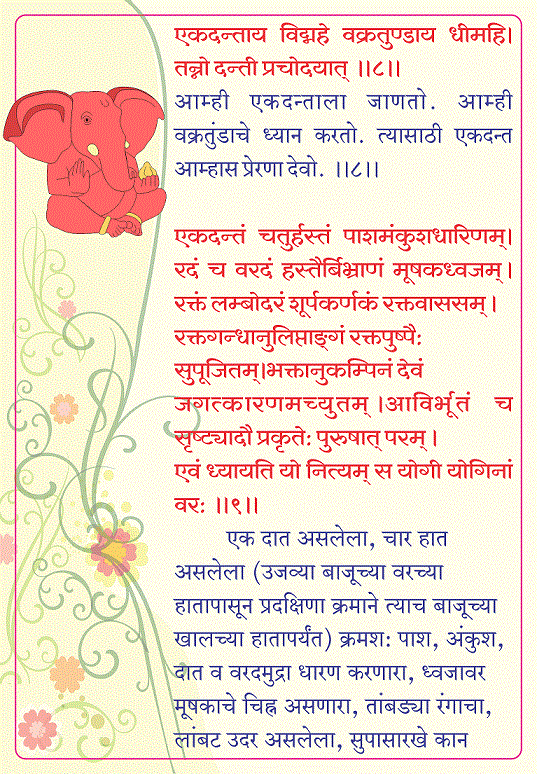 एकदन्ताय विद्महे वक्रतुण्डाय धीमहि।
तन्नो दन्ती प्रचोदयात् ॥८॥
आम्ही एकदन्ताला जाणतो. आम्ही
वक्रतुंडाचे ध्यान करतो. त्यासाठी एकदन्त
आम्हास प्रेरणा देवो. ॥८॥
एकदन्तं चतुर्हस्तं पाशमंकुशधारिणम्।
रदं च वरदं हस्तैर्बिभ्राणं मूषकध्वजम्।
रक्तं लम्बोदरं शूर्पकर्णकं रक्तवाससम्।
रक्तगन्धानुलिप्ताङ्गं रक्तपुष्पै:
सुपूजितम्।भक्तानुकम्पिनं देवं
जगत्कारणमच्युतम् ।आविर्भूतं च
सृष्ट्यादौ प्रकृते: पुरुषात् परम्।
एवं ध्यायति यो नित्यम् स योगी योगिनां
वर: ॥९॥
एक दात असलेला, चार हात
असलेला (उजव्या बाजूच्या वरच्या
हातापासून प्रदक्षिणा क्रमाने त्याच बाजूच्या
खालच्या हातापर्यंत) क्रमश: पाश, अंकुश,
दात व वरदमुद्रा धारण करणारा, ध्वजावर
मूषकाचे चिह्न असणारा, तांबड्या रंगाचा,
लांबट उदर असलेला, सुपासारखे कान